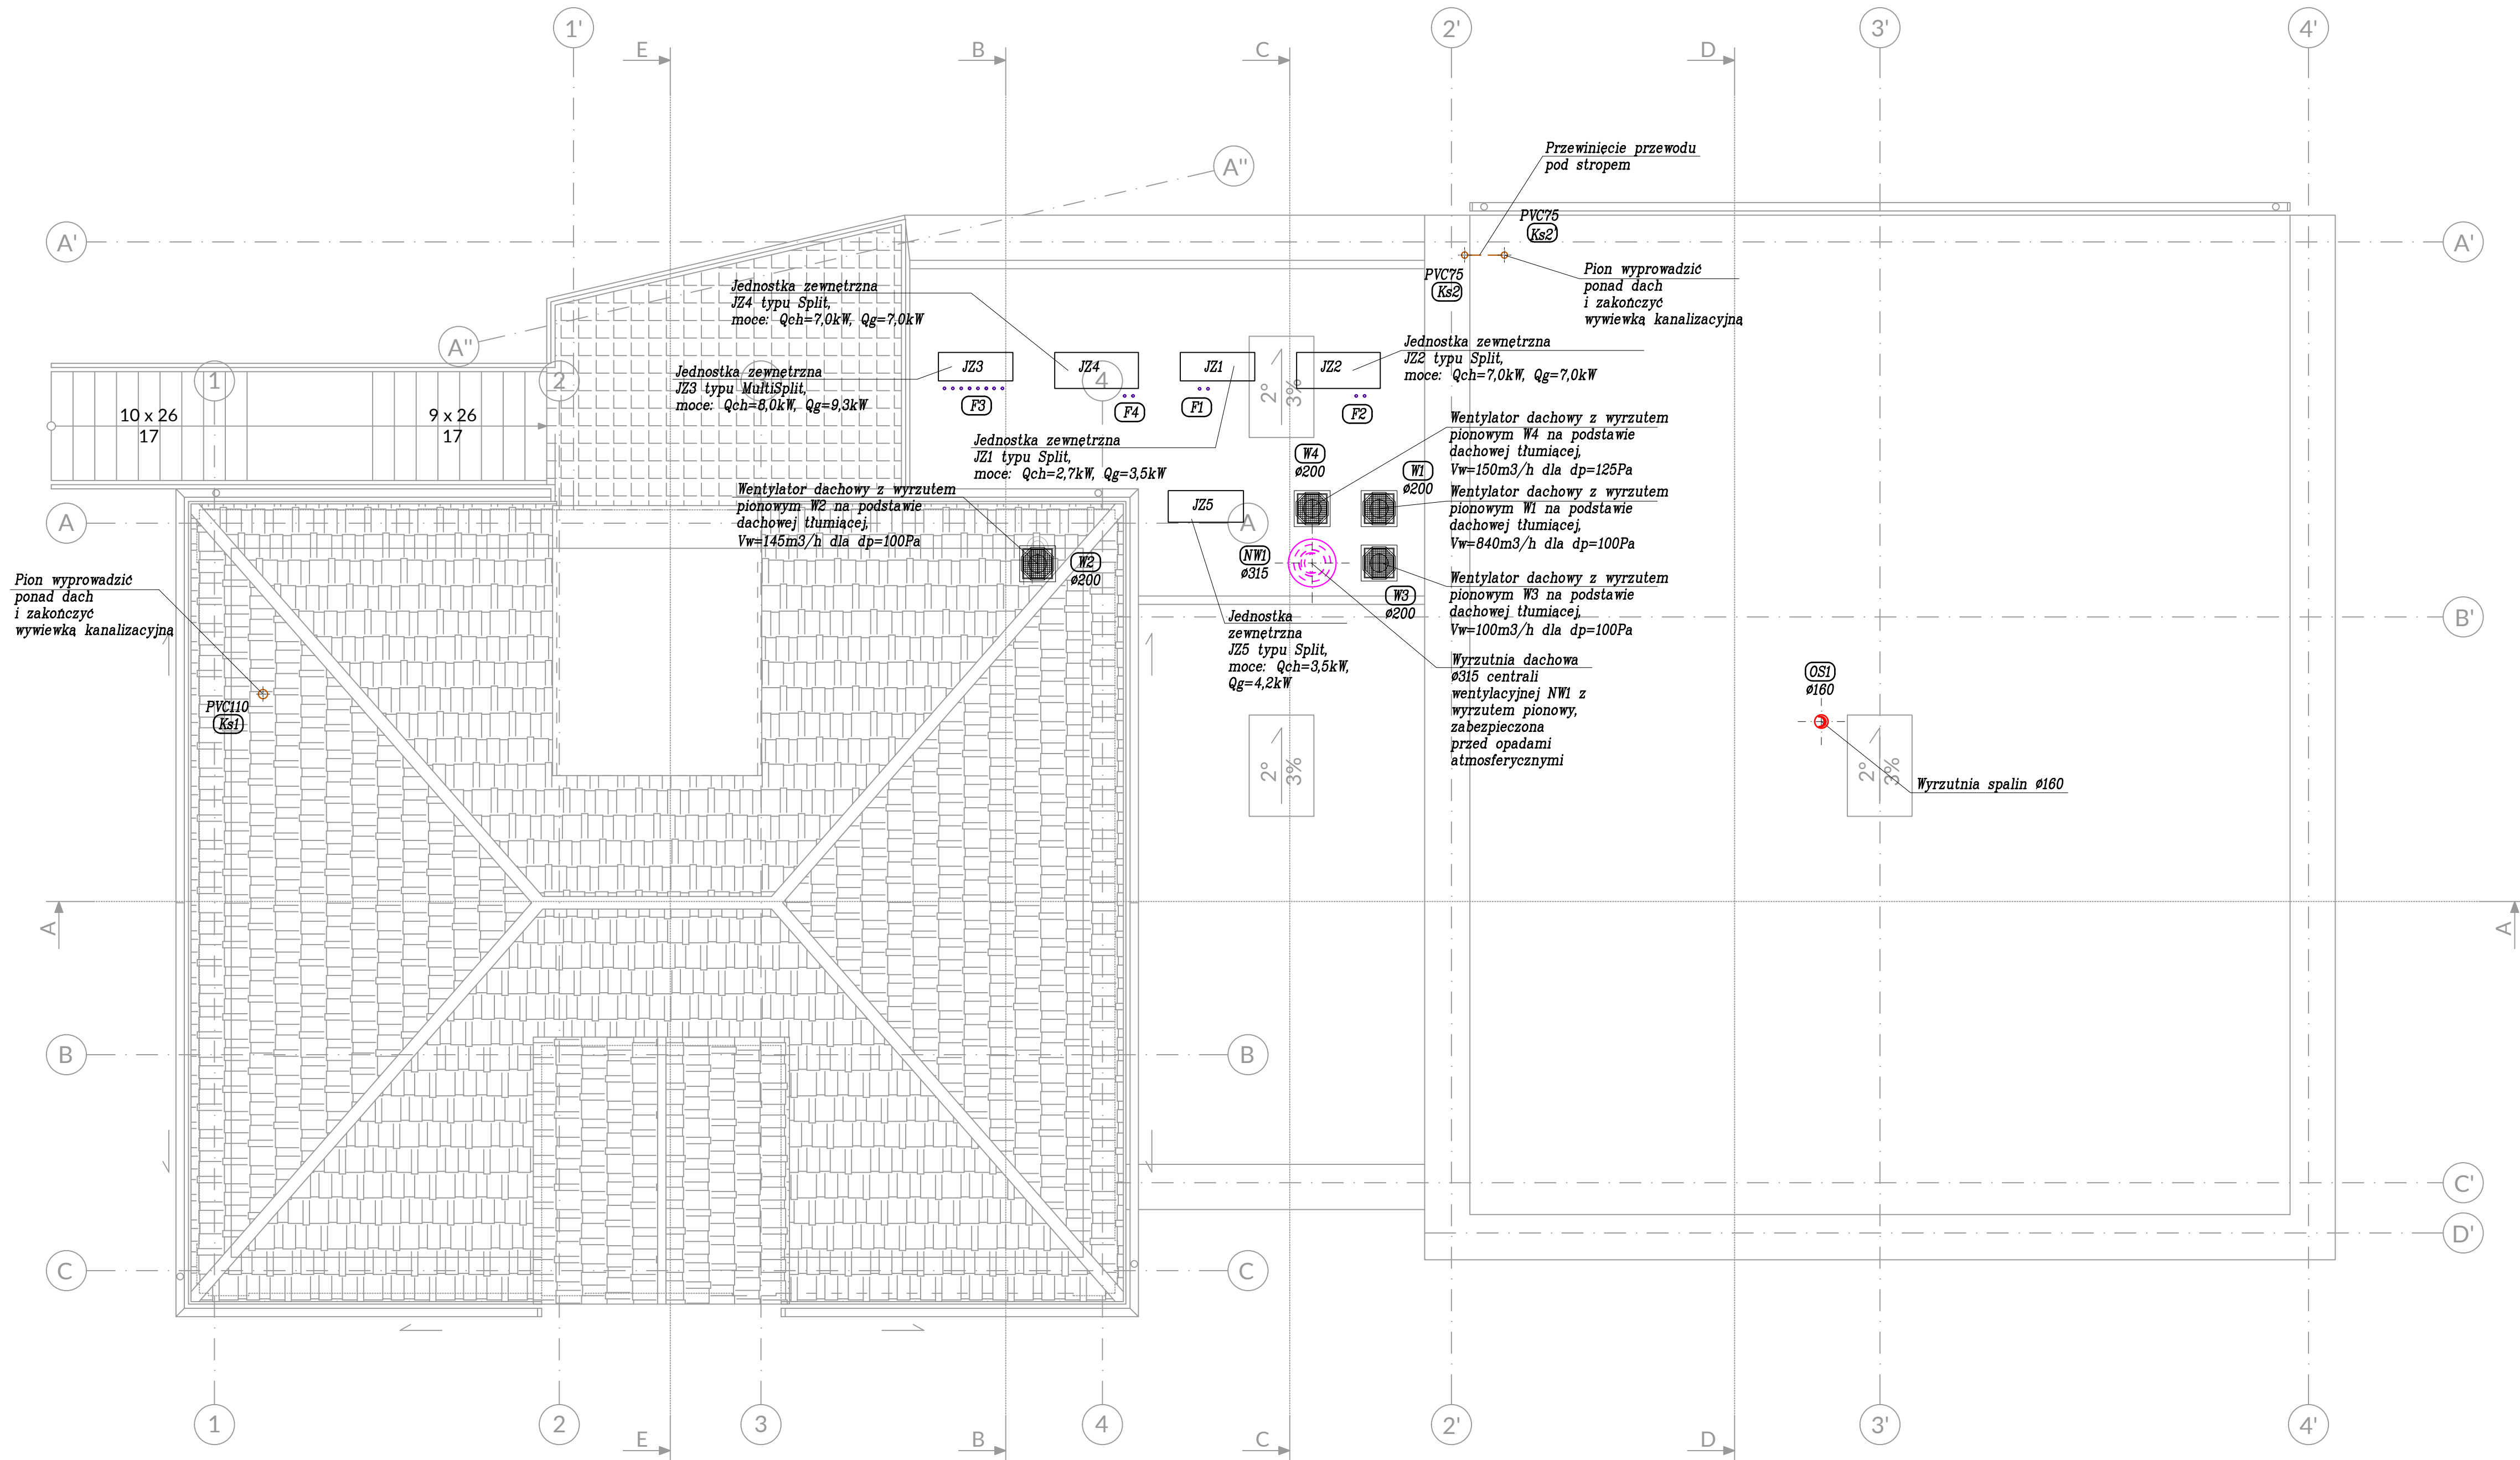 1'
E
B
C
2'
D
3'
4'
A''
Przewinięcie przewodu
pod stropem
PVC75
Ks2'
A'
A'
Pion wyprowadzić
ponad dach
i zakończyć
wywiewką kanalizacyjną
PVC75
Ks2
Jednostka zewnętrzna
JZ4 typu Split,
moce: Qch=7,0kW, Qg=7,0kW
A''
Jednostka zewnętrzna
JZ2 typu Split,
moce: Qch=7,0kW, Qg=7,0kW
JZ3
JZ4
JZ1
JZ2
2°
3%
1
2
3
4
Jednostka zewnętrzna
JZ3 typu MultiSplit,
moce: Qch=8,0kW, Qg=9,3kW
F3
F4
F1
F2
10 x 26
17
9 x 26
17
Jednostka zewnętrzna
JZ1 typu Split,
moce: Qch=2,7kW, Qg=3,5kW
W4
ø200
W1
ø200
Wentylator dachowy z wyrzutem
pionowym W4 na podstawie
dachowej tłumiącej,
Vw=150m3/h dla dp=125Pa
Wentylator dachowy z wyrzutem
pionowym W1 na podstawie
dachowej tłumiącej,
Vw=840m3/h dla dp=100Pa
Wentylator dachowy z wyrzutem
pionowym W2 na podstawie
dachowej tłumiącej,
Vw=145m3/h dla dp=100Pa
JZ5
A
A
W2
ø200
NW1
ø315
W3
ø200
Wentylator dachowy z wyrzutem
pionowym W3 na podstawie
dachowej tłumiącej,
Vw=100m3/h dla dp=100Pa
Pion wyprowadzić
ponad dach
i zakończyć
wywiewką kanalizacyjną
B'
Jednostka
zewnętrzna
JZ5 typu Split,
moce: Qch=3,5kW,
Qg=4,2kW
Wyrzutnia dachowa
ø315 centrali
wentylacyjnej NW1 z
wyrzutem pionowy,
zabezpieczona
przed opadami
atmosferycznymi
OS1
ø160
PVC110
Ks1
2°
3%
2°
3%
Wyrzutnia spalin ø160
A
A
B
B
C'
D'
C
C
1
2
3
4
2'
3'
4'
E
B
C
D